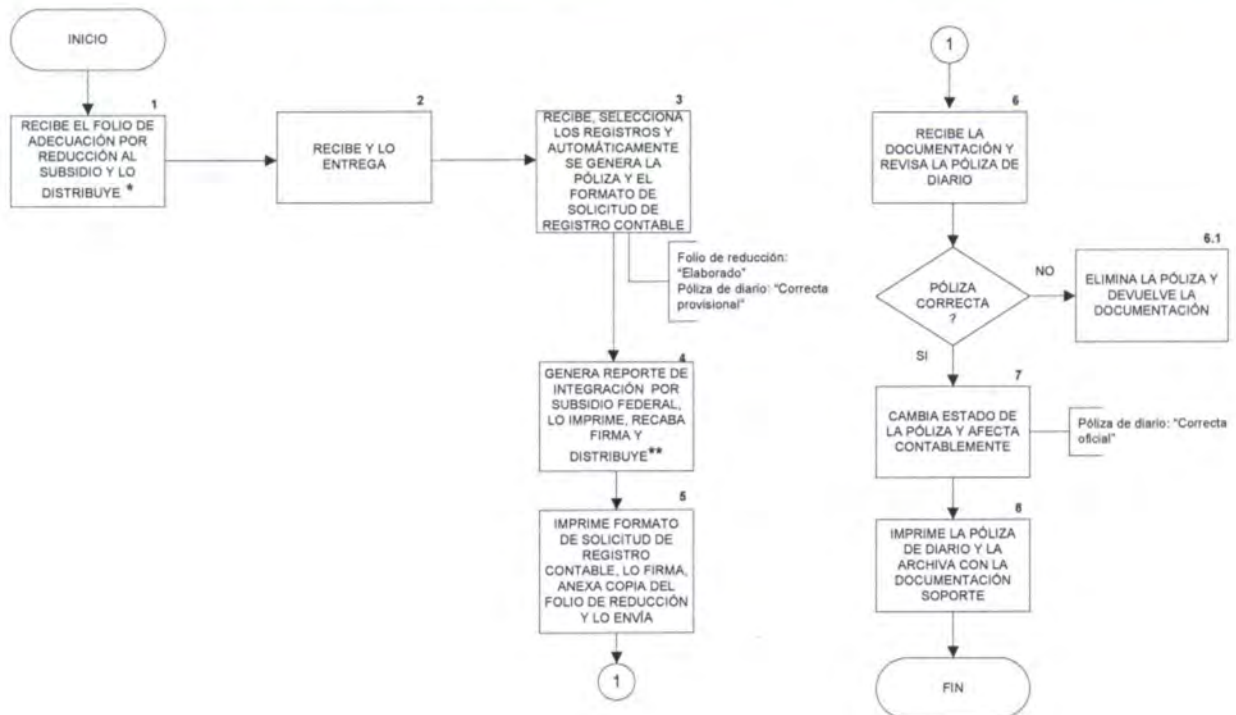 INICIO
1
RECIBE EL FOLIO DE
ADECUACIÓN POR
REDUCCIÓN AL
SUBSIDIO Y LO
DISTRIBUYE *
2
RECIBE Y LO
ENTREGA
3
RECIBE, SELECCIONA
LOS REGISTROS Y
AUTOMÁTICAMENTE
SE GENERA LA
PÓLIZA Y EL
FORMATO DE
SOLICITUD DE
REGISTRO CONTABLE
Folio de reducción:
"Elaborado"
Póliza de diario: "Correcta
provisional"
4
GENERA REPORTE DE
INTEGRACIÓN POR
SUBSIDIO FEDERAL,
LO IMPRIME, RECABA
FIRMA Y
DISTRIBUYE**
5
IMPRIME FORMATO
DE SOLICITUD DE
REGISTRO
CONTABLE, LO FIRMA,
ANEXA COPIA DEL
FOLIO DE REDUCCIÓN
Y LO ENVÍA
1
1
6
RECIBE LA
DOCUMENTACIÓN Y
REVISA LA PÓLIZA DE
DIARIO
PÓLIZA
CORRECTA
?
NO
6.1
ELIMINA LA PÓLIZA Y
DEVUELVE LA
DOCUMENTACIÓN
SI
7
CAMBIA ESTADO DE
LA PÓLIZA Y AFECTA
CONTABLEMENTE
Póliza de diario: "Correcta
oficial"
8
IMPRIME LA PÓLIZA
DE DIARIO Y LA
ARCHIVA CON LA
DOCUMENTACIÓN
SOPORTE
FIN